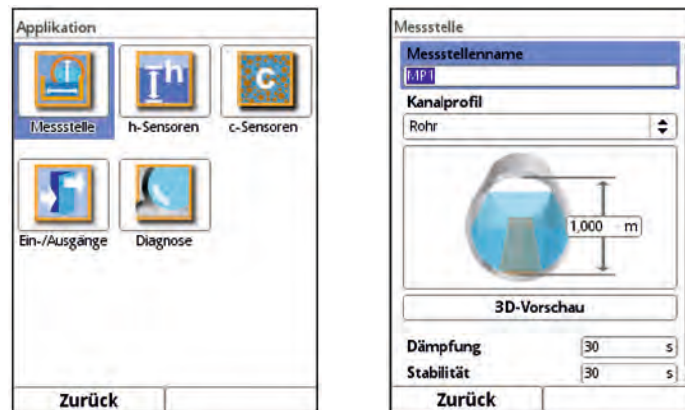 Applikation
Messstelle
h-Sensoren
c-Sensoren
Ein-/Ausgänge
Diagnose
Zurück
Messstelle
Messstellenname
MP1
Kanalprofil
Rohr
1,000 m
3D-Vorschau
Dämpfung 30 s
Stabilität 30 s
Zurück